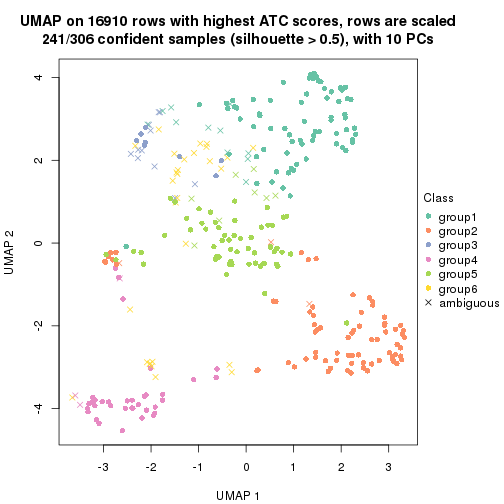 UMAP on 16910 rows with highest ATC scores, rows are scaled
241/306 confident samples (silhouette > 0.5), with 10 PCs
4
2
0
-2
-4
UMAP 2
-3
-2
-1
0
1
2
3
UMAP 1
Class
group1
group2
group3
group4
group5
group6
ambiguous